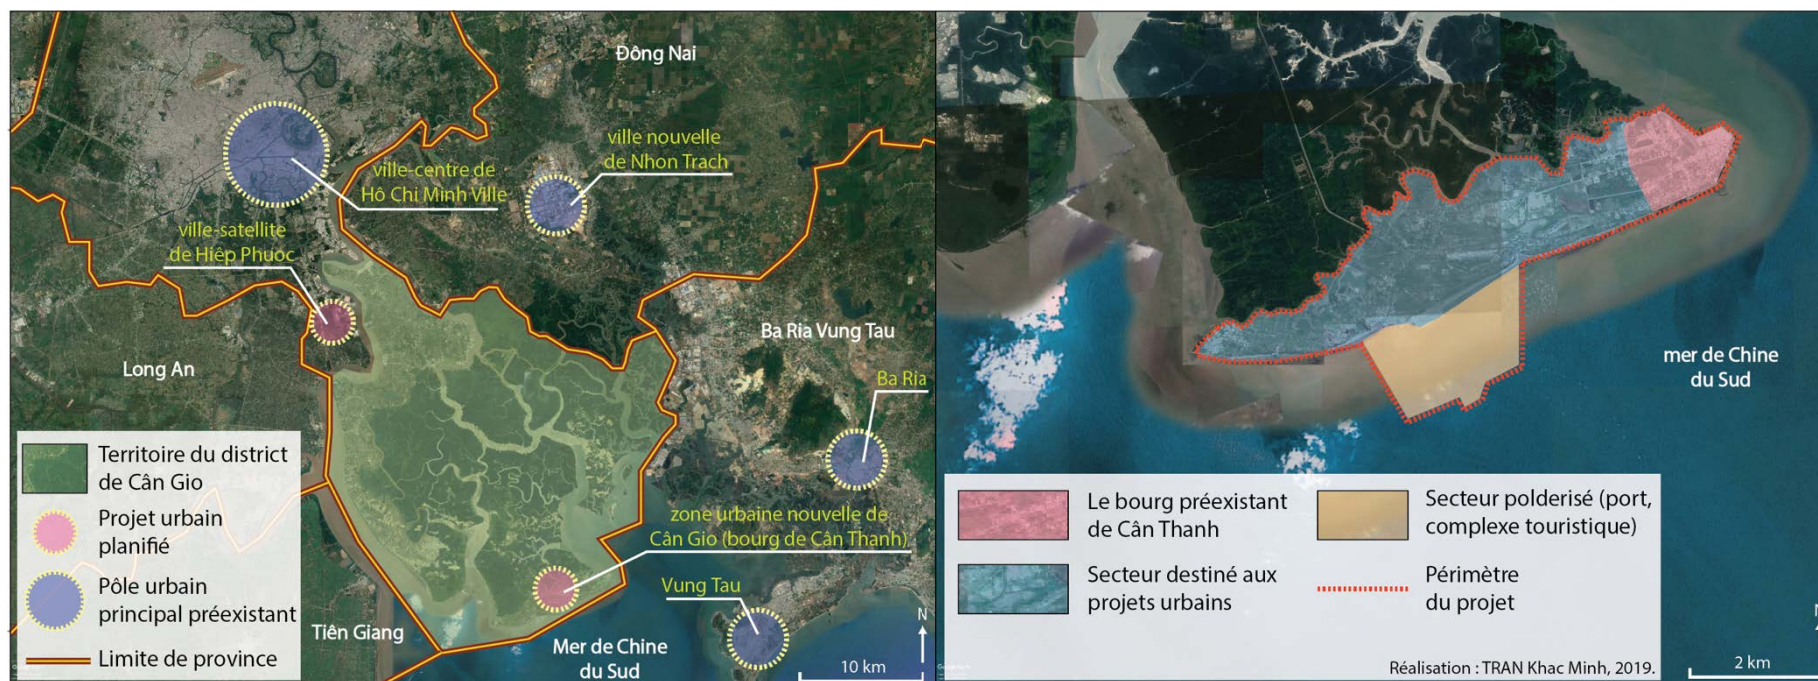 Đông Nai
ville nouvelle
de Nhon Trach
ville-centre de
Hô Chi Minh Ville
ville-satellite
de Hiêp Phuoc
Long An
Ba Ria Vung Tau
Ba Ria
zone urbaine nouvelle de
Cân Gio (bourg de Cân Thanh)
Vung Tau
Tiên Giang
Mer de Chine
du Sud
N
10 km
Territoire du district
de Cân Gio
Projet urbain
planifié
Pôle urbain
principal préexistant
Limite de province
mer de Chine
du Sud
Le bourg préexistant
de Cân Thanh
Secteur destiné aux
projets urbains
Secteur polderisé (port,
complexe touristique)
Périmètre
du projet
Réalisation : TRAN Khac Minh, 2019.
N
2 km